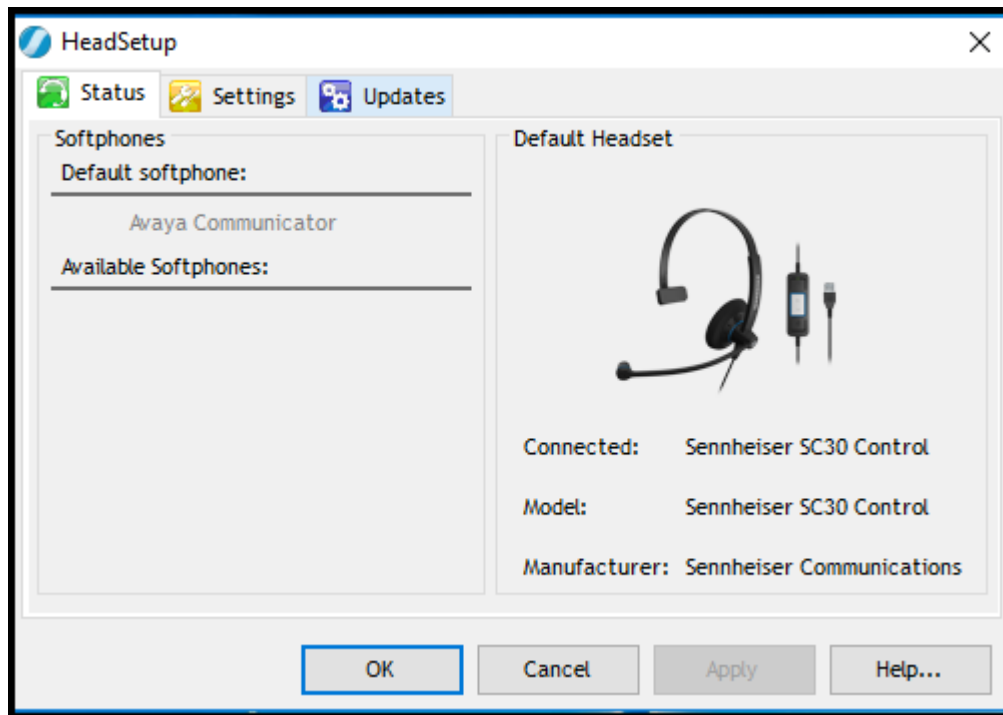 HeadSetup
Status Settings Updates
Softphones
Default softphone:
Avaya Communicator
Available Softphones:
Default Headset
Connected: Sennheiser SC30 Control
Model: Sennheiser SC30 Control
Manufacturer: Sennheiser Communications
OK Cancel Apply Help...